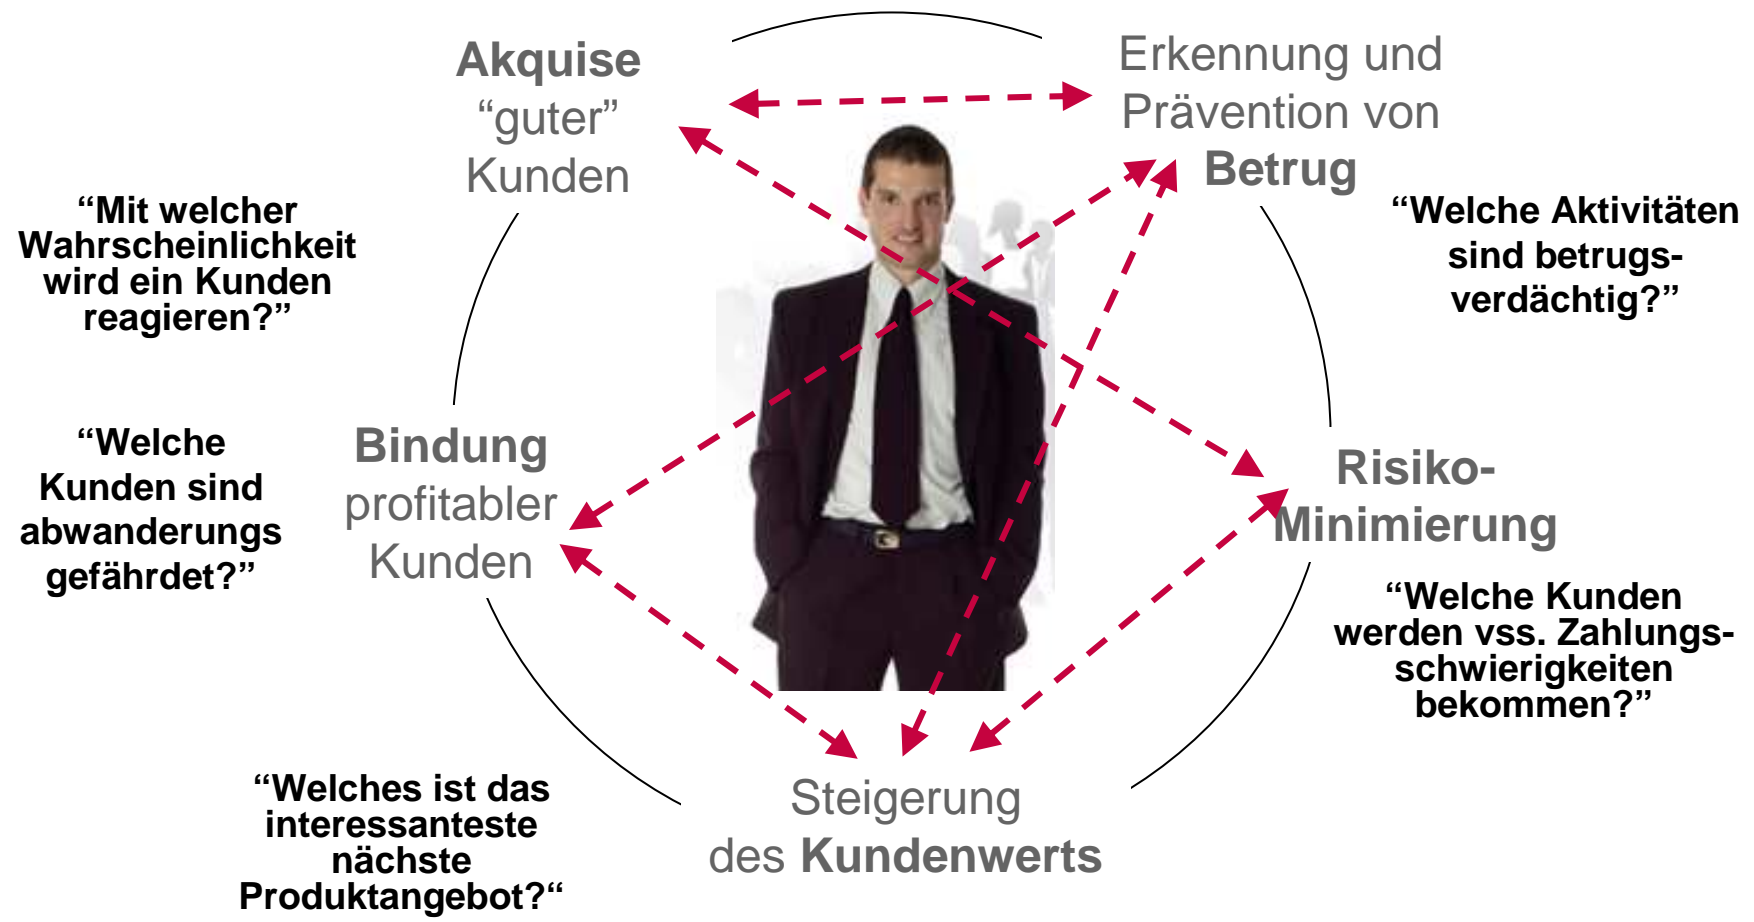 Akquise
“guter”
Kunden
Erkennung und
Prävention von
Betrug
“Mit welcher
Wahrscheinlichkeit
wird ein Kunden
reagieren?”
“Welche Aktivitäten
sind betrugs-
verdächtig?”
“Welche
Kunden sind
abwanderungs
gefährdet?”
Bindung
profitabler
Kunden
Risiko-
Minimierung
“Welche Kunden
werden vss. Zahlungs-
schwierigkeiten
bekommen?”
“Welches ist das
interessanteste
nächste
Produktangebot?“
Steigerung
des Kundenwerts